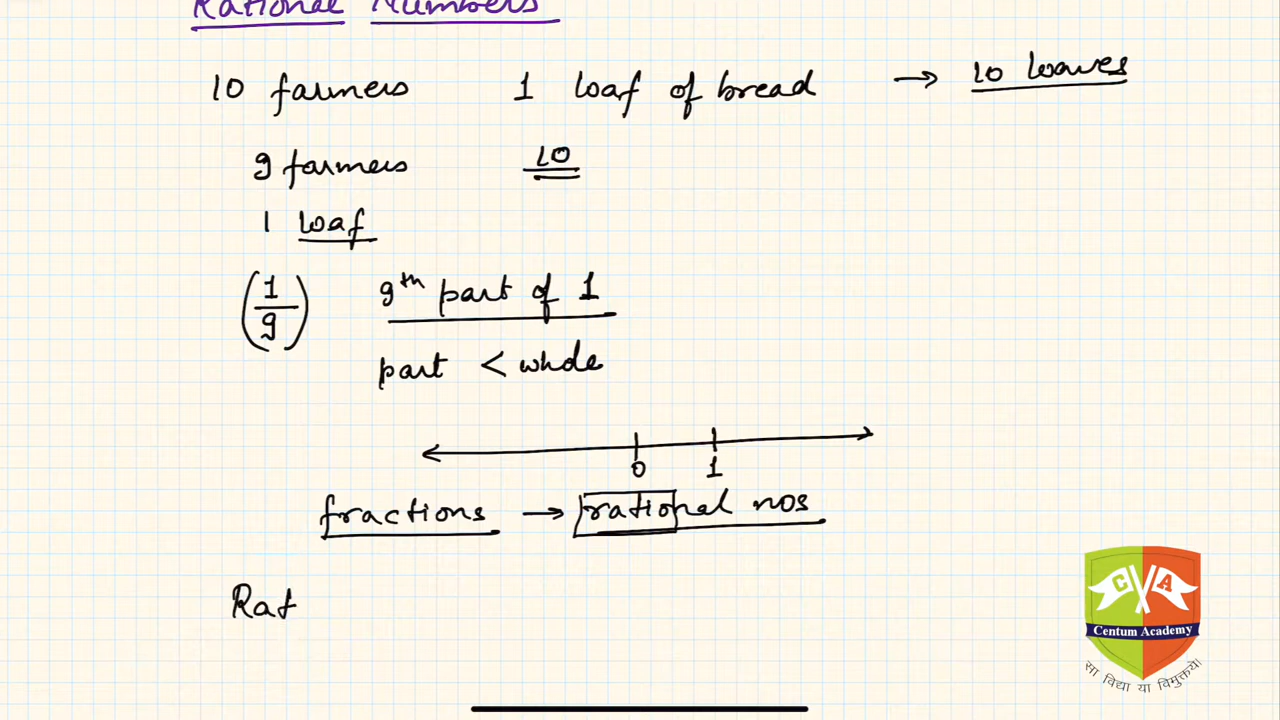 Rational Numbers
10 farmers 1 loaf of bread → 10 loaves
9 farmers 10
1 loaf
(1/9) 9th part of 1
part < whole
0 1
fractions → rational nos
Rat
C A
Centum Academy
सा विद्या या विमुक्तये।